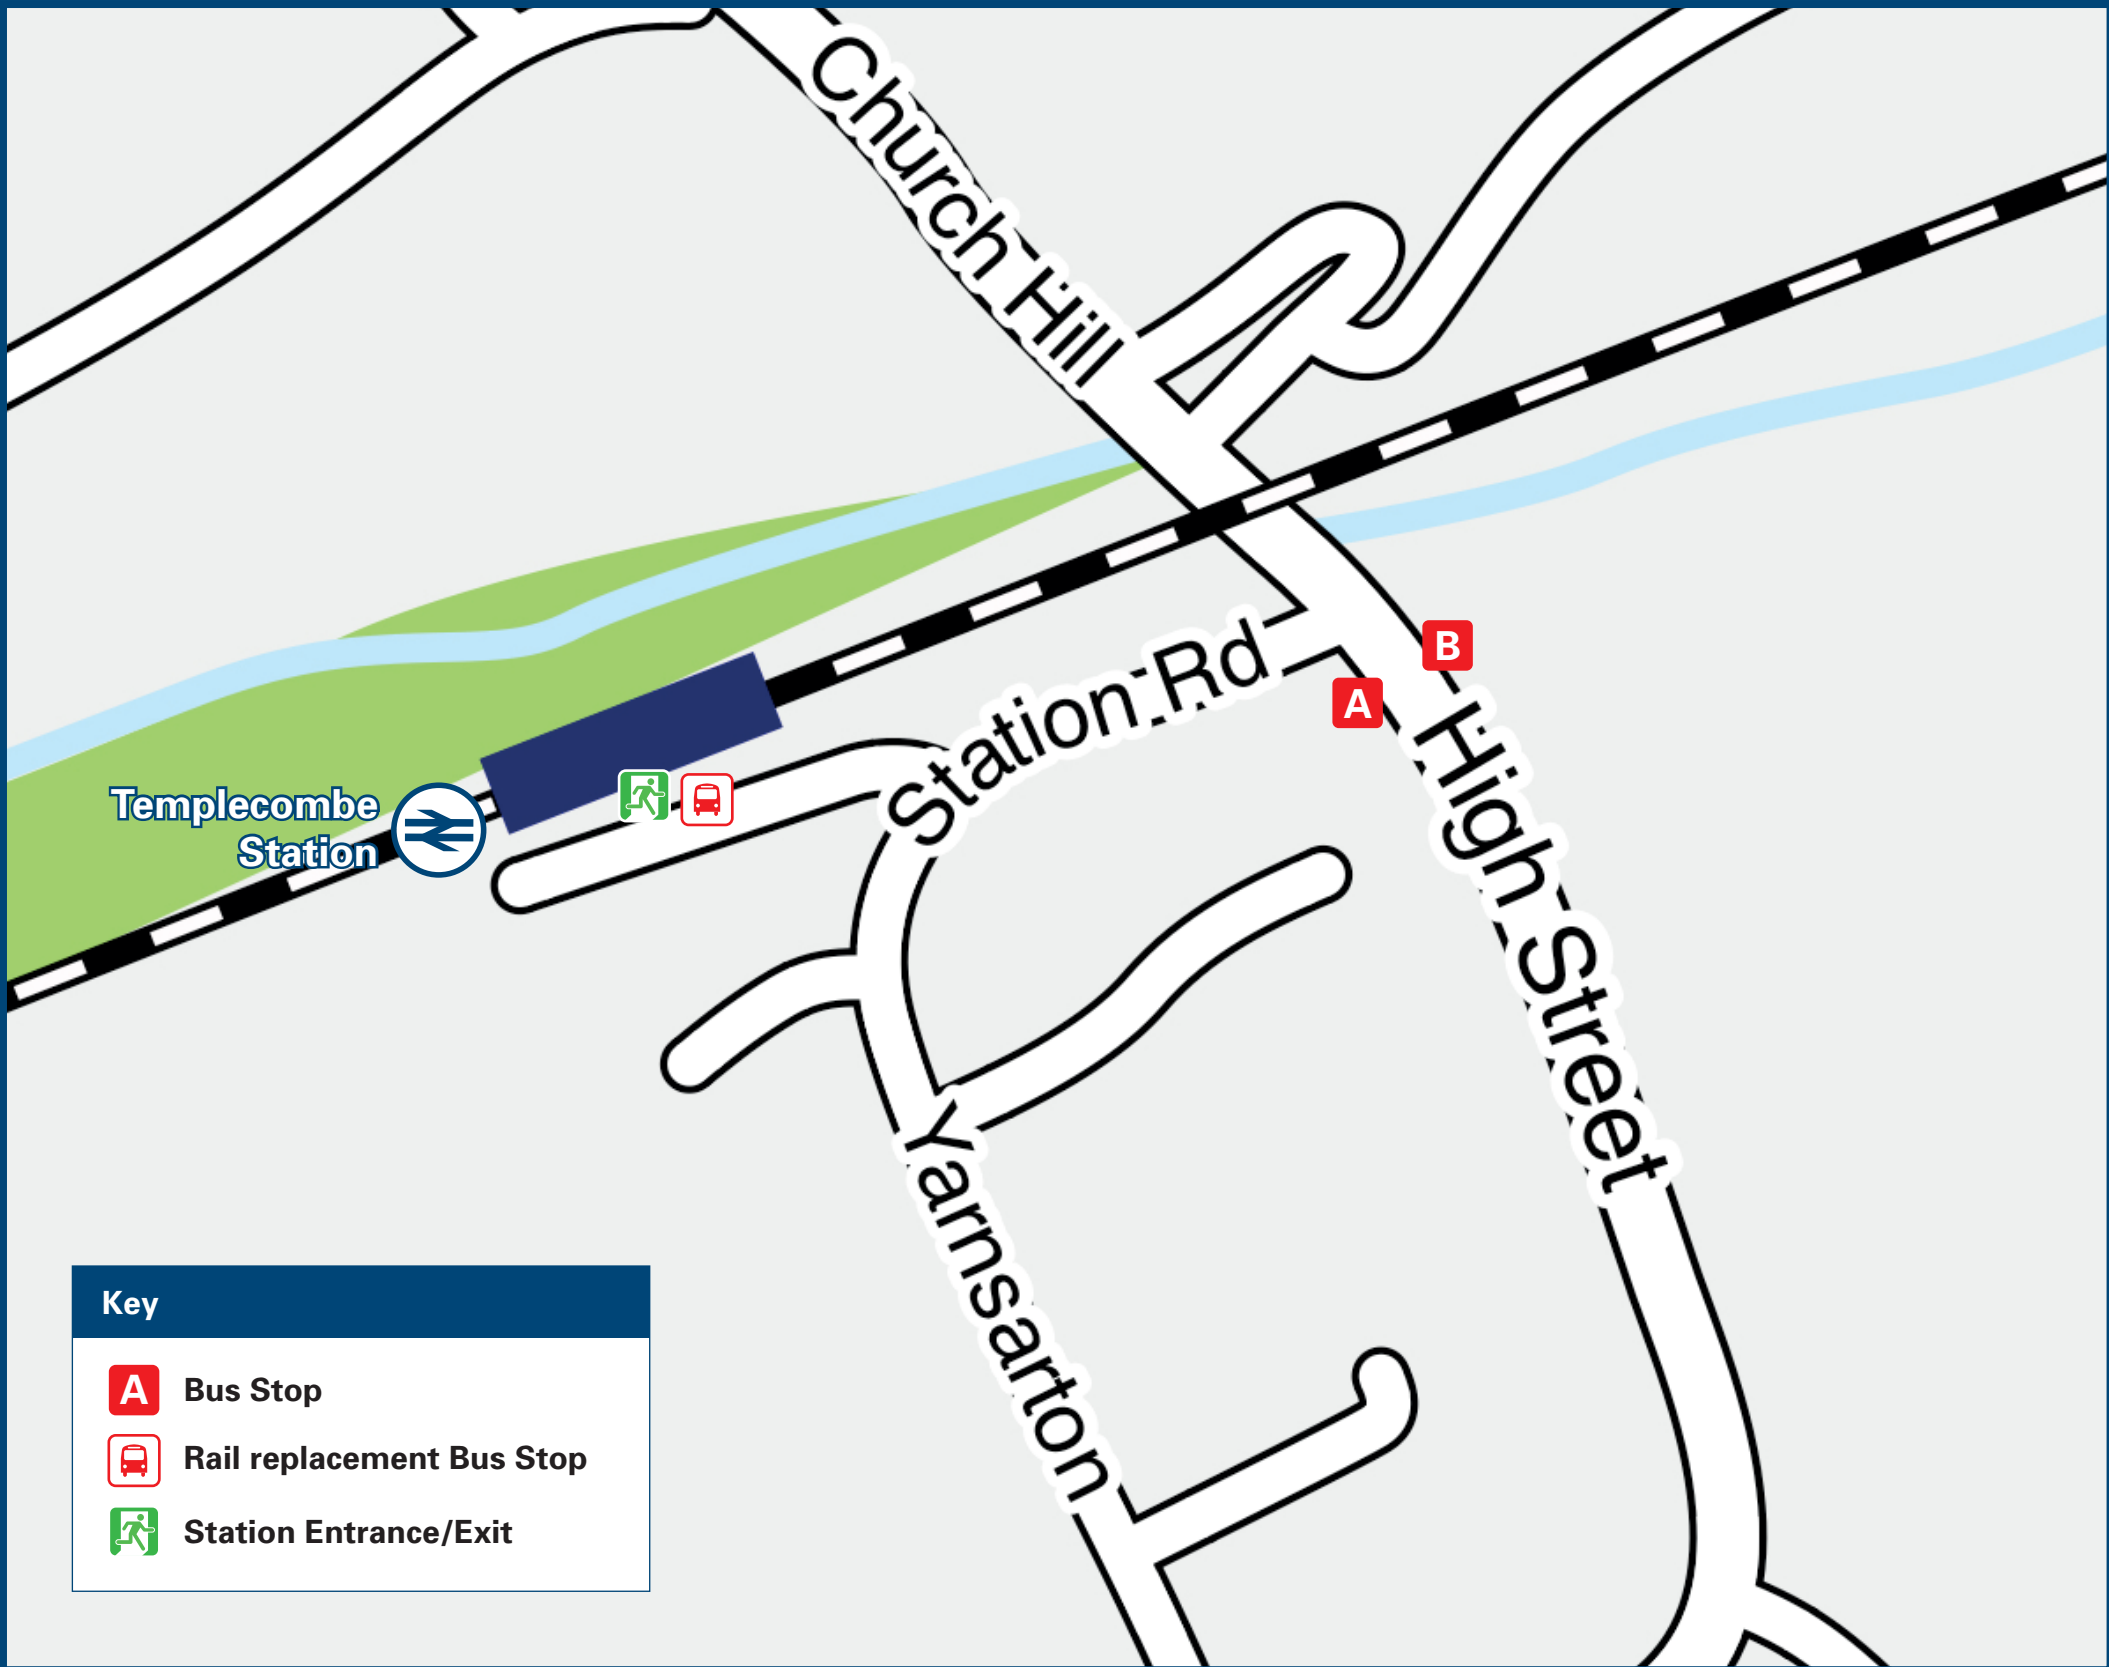 Church Hill
Station Rd
B
A
High Street
Templecombe
Station
Yarnsarton
Key
A Bus Stop
Rail replacement Bus Stop
Station Entrance/Exit